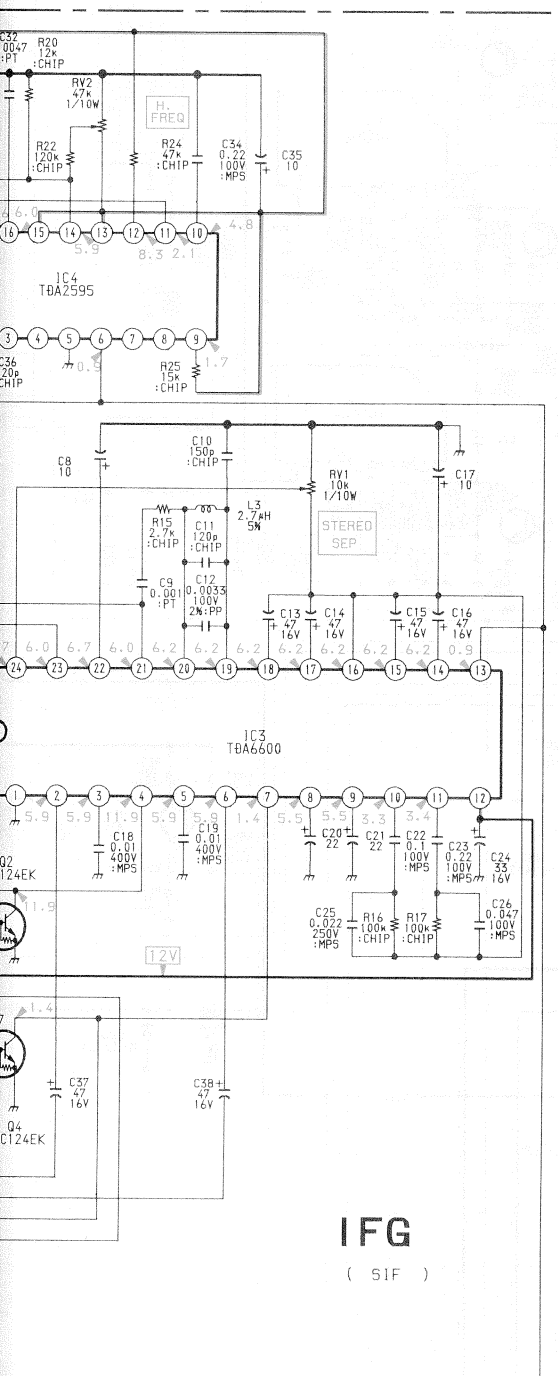 C32
0047
:PT
R20
12k
:CHIP
RV2
47k
1/10W
H.
FREQ
R22
120k
:CHIP
R24
47k
:CHIP
C34
0.22
100V
:MPS
C35
10
6.0
5.9
8.3
2.1
4.8
16 15 14 13 12 11 10
IC4
TDA2595
3 4 5 6 7 8 9
C36
20p
CHIP
0.9
R25
15k
:CHIP
1.7
C8
10
C10
150p
:CHIP
RV1
10k
1/10W
C17
10
R15
2.7k
:CHIP
C11
120p
:CHIP
L3
2.7µH
5%
STEREO
SEP
C9
0.001
:PT
C12
0.0033
100V
2%:PP
C13
47
16V
C14
47
16V
C15
47
16V
C16
47
16V
6.0 6.7 6.0 6.2 6.2 6.2 6.2 6.2 6.2 6.2 0.9
24 23 22 21 20 19 18 17 16 15 14 13
IC3
TDA6600
1 2 3 4 5 6 7 8 9 10 11 12
5.9 5.9 11.9 5.9 5.9 1.4 5.5 5.5 3.3 3.4
C18
0.01
400V
:MPS
C19
0.01
400V
:MPS
C20
22
C21
22
C22
0.1
100V
:MPS
C23
0.22
100V
:MPS
C24
33
16V
Q2
124EK
11.9
C25
0.022
250V
:MPS
R16
100k
:CHIP
R17
100k
:CHIP
C26
0.047
100V
:MPS
12V
1.4
C37
47
16V
C38
47
16V
Q4
C124EK
IFG
( SIF )